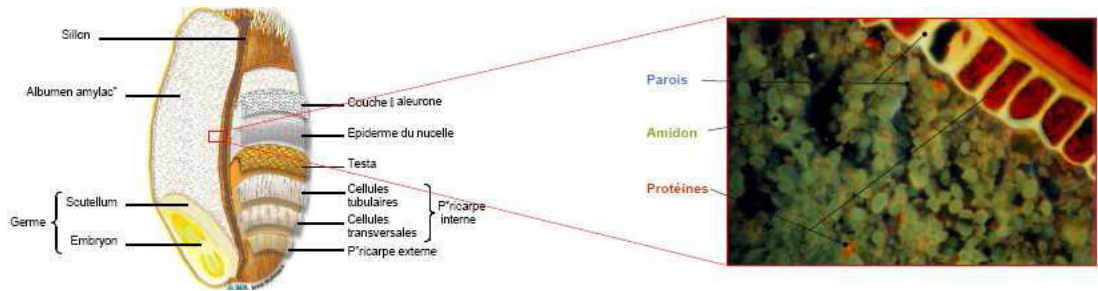 Sillon
Albumen amylac"
Scutellum
Germe
Embryon
Couche à aleurone
Epiderme du nucelle
Testa
Cellules
tubulaires
Cellules
transversales
P"ricarpe
interne
P"ricarpe externe
Parois
Amidon
Protéines